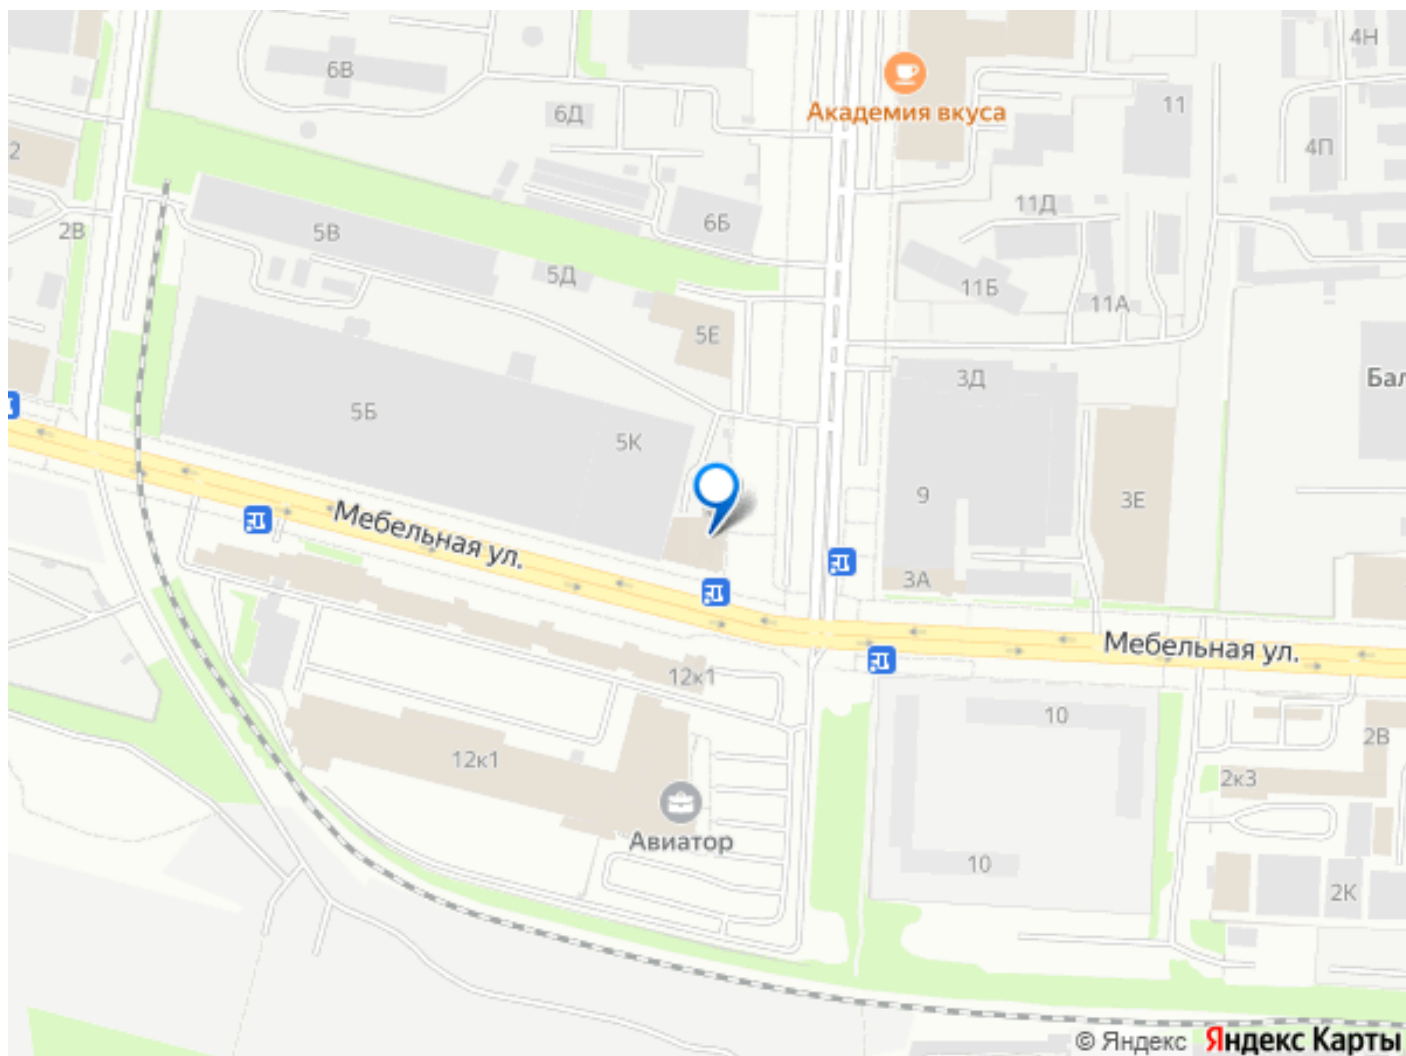 4Н
6В
Академия вкуса
11
6Д
4П
2
11Д
6Б
2В
5В
5Д
11Б
11А
5Е
3Д
Бал
5Б
5К
9
3Е
Мебельная ул.
3А
Мебельная ул.
12к1
10
2В
12к1
2к3
Авиатор
10
2К
© Яндекс Яндекс Карты